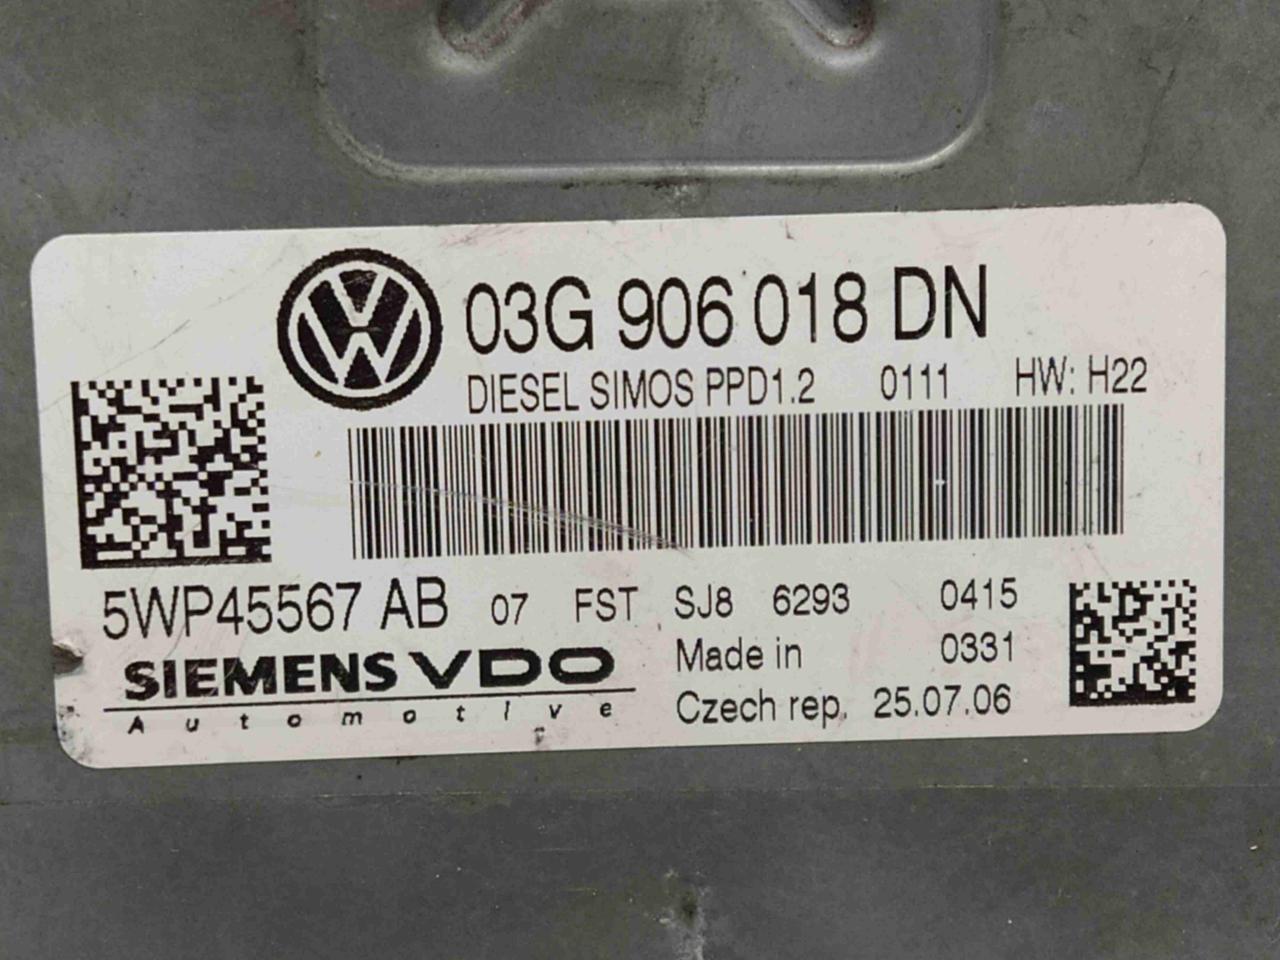 03G 906 018 DN
DIESEL SIMOS PPD1.2 0111 HW: H22
5WP45567 AB 07 FST SJ8 6293 0415
SIEMENS VDO Made in 0331
Automotive Czech rep. 25.07.06